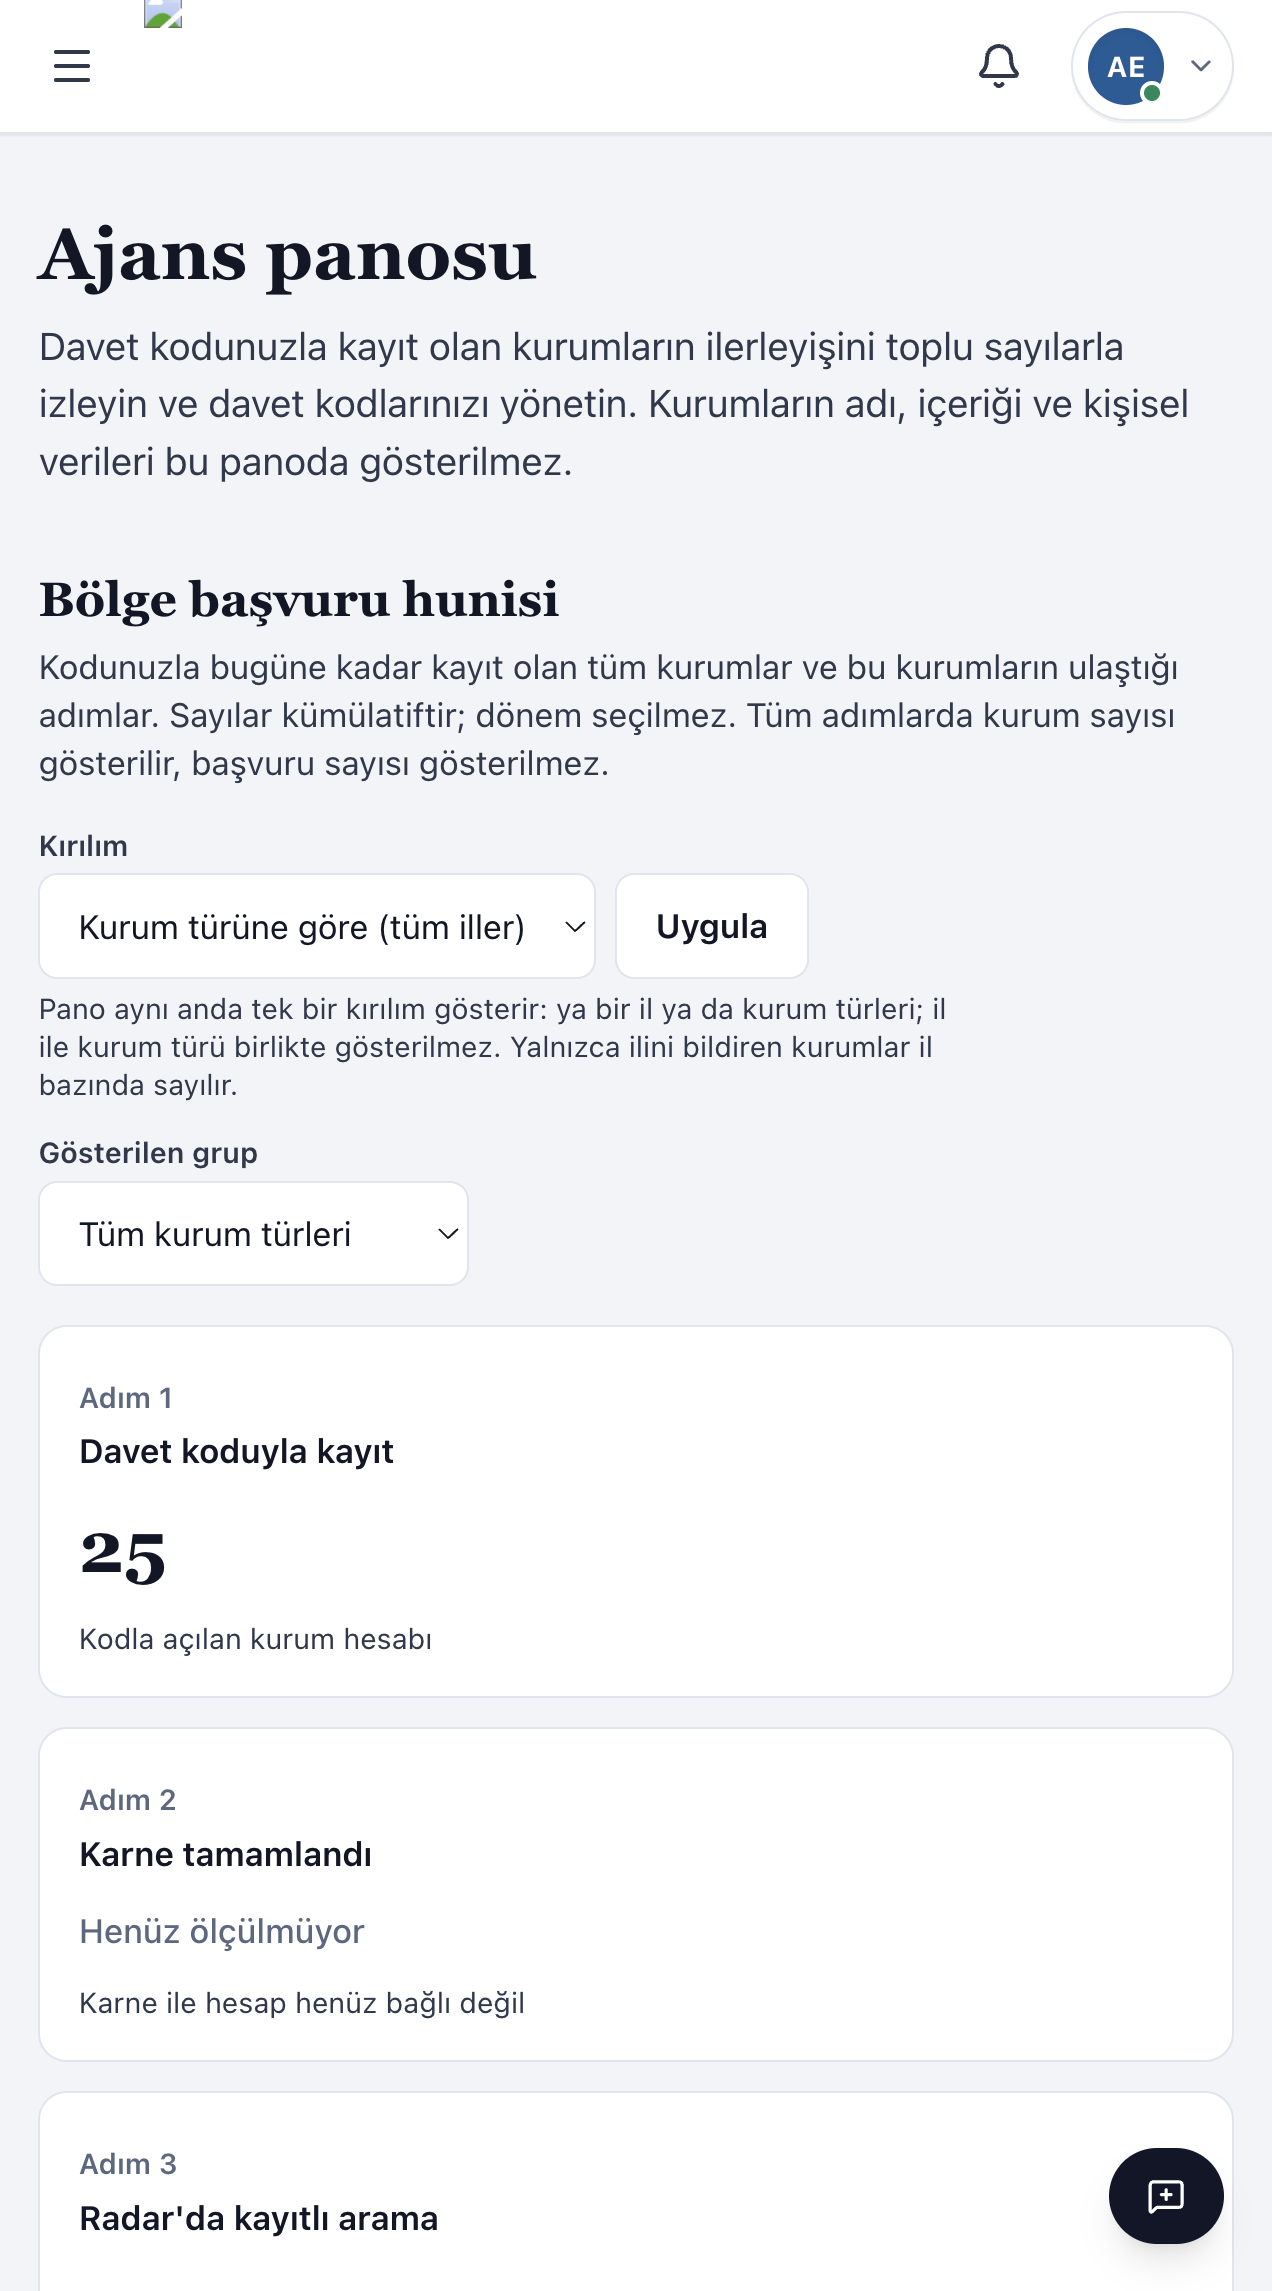 AE
Ajans panosu
Davet kodunuzla kayıt olan kurumların ilerleyişini toplu sayılarla
izleyin ve davet kodlarınızı yönetin. Kurumların adı, içeriği ve kişisel
verileri bu panoda gösterilmez.
Bölge başvuru hunisi
Kodunuzla bugüne kadar kayıt olan tüm kurumlar ve bu kurumların ulaştığı
adımlar. Sayılar kümülatiftir; dönem seçilmez. Tüm adımlarda kurum sayısı
gösterilir, başvuru sayısı gösterilmez.
Kırılım
Kurum türüne göre (tüm iller)
Uygula
Pano aynı anda tek bir kırılım gösterir: ya bir il ya da kurum türleri; il
ile kurum türü birlikte gösterilmez. Yalnızca ilini bildiren kurumlar il
bazında sayılır.
Gösterilen grup
Tüm kurum türleri
Adım 1
Davet koduyla kayıt
25
Kodla açılan kurum hesabı
Adım 2
Karne tamamlandı
Henüz ölçülmüyor
Karne ile hesap henüz bağlı değil
Adım 3
Radar'da kayıtlı arama